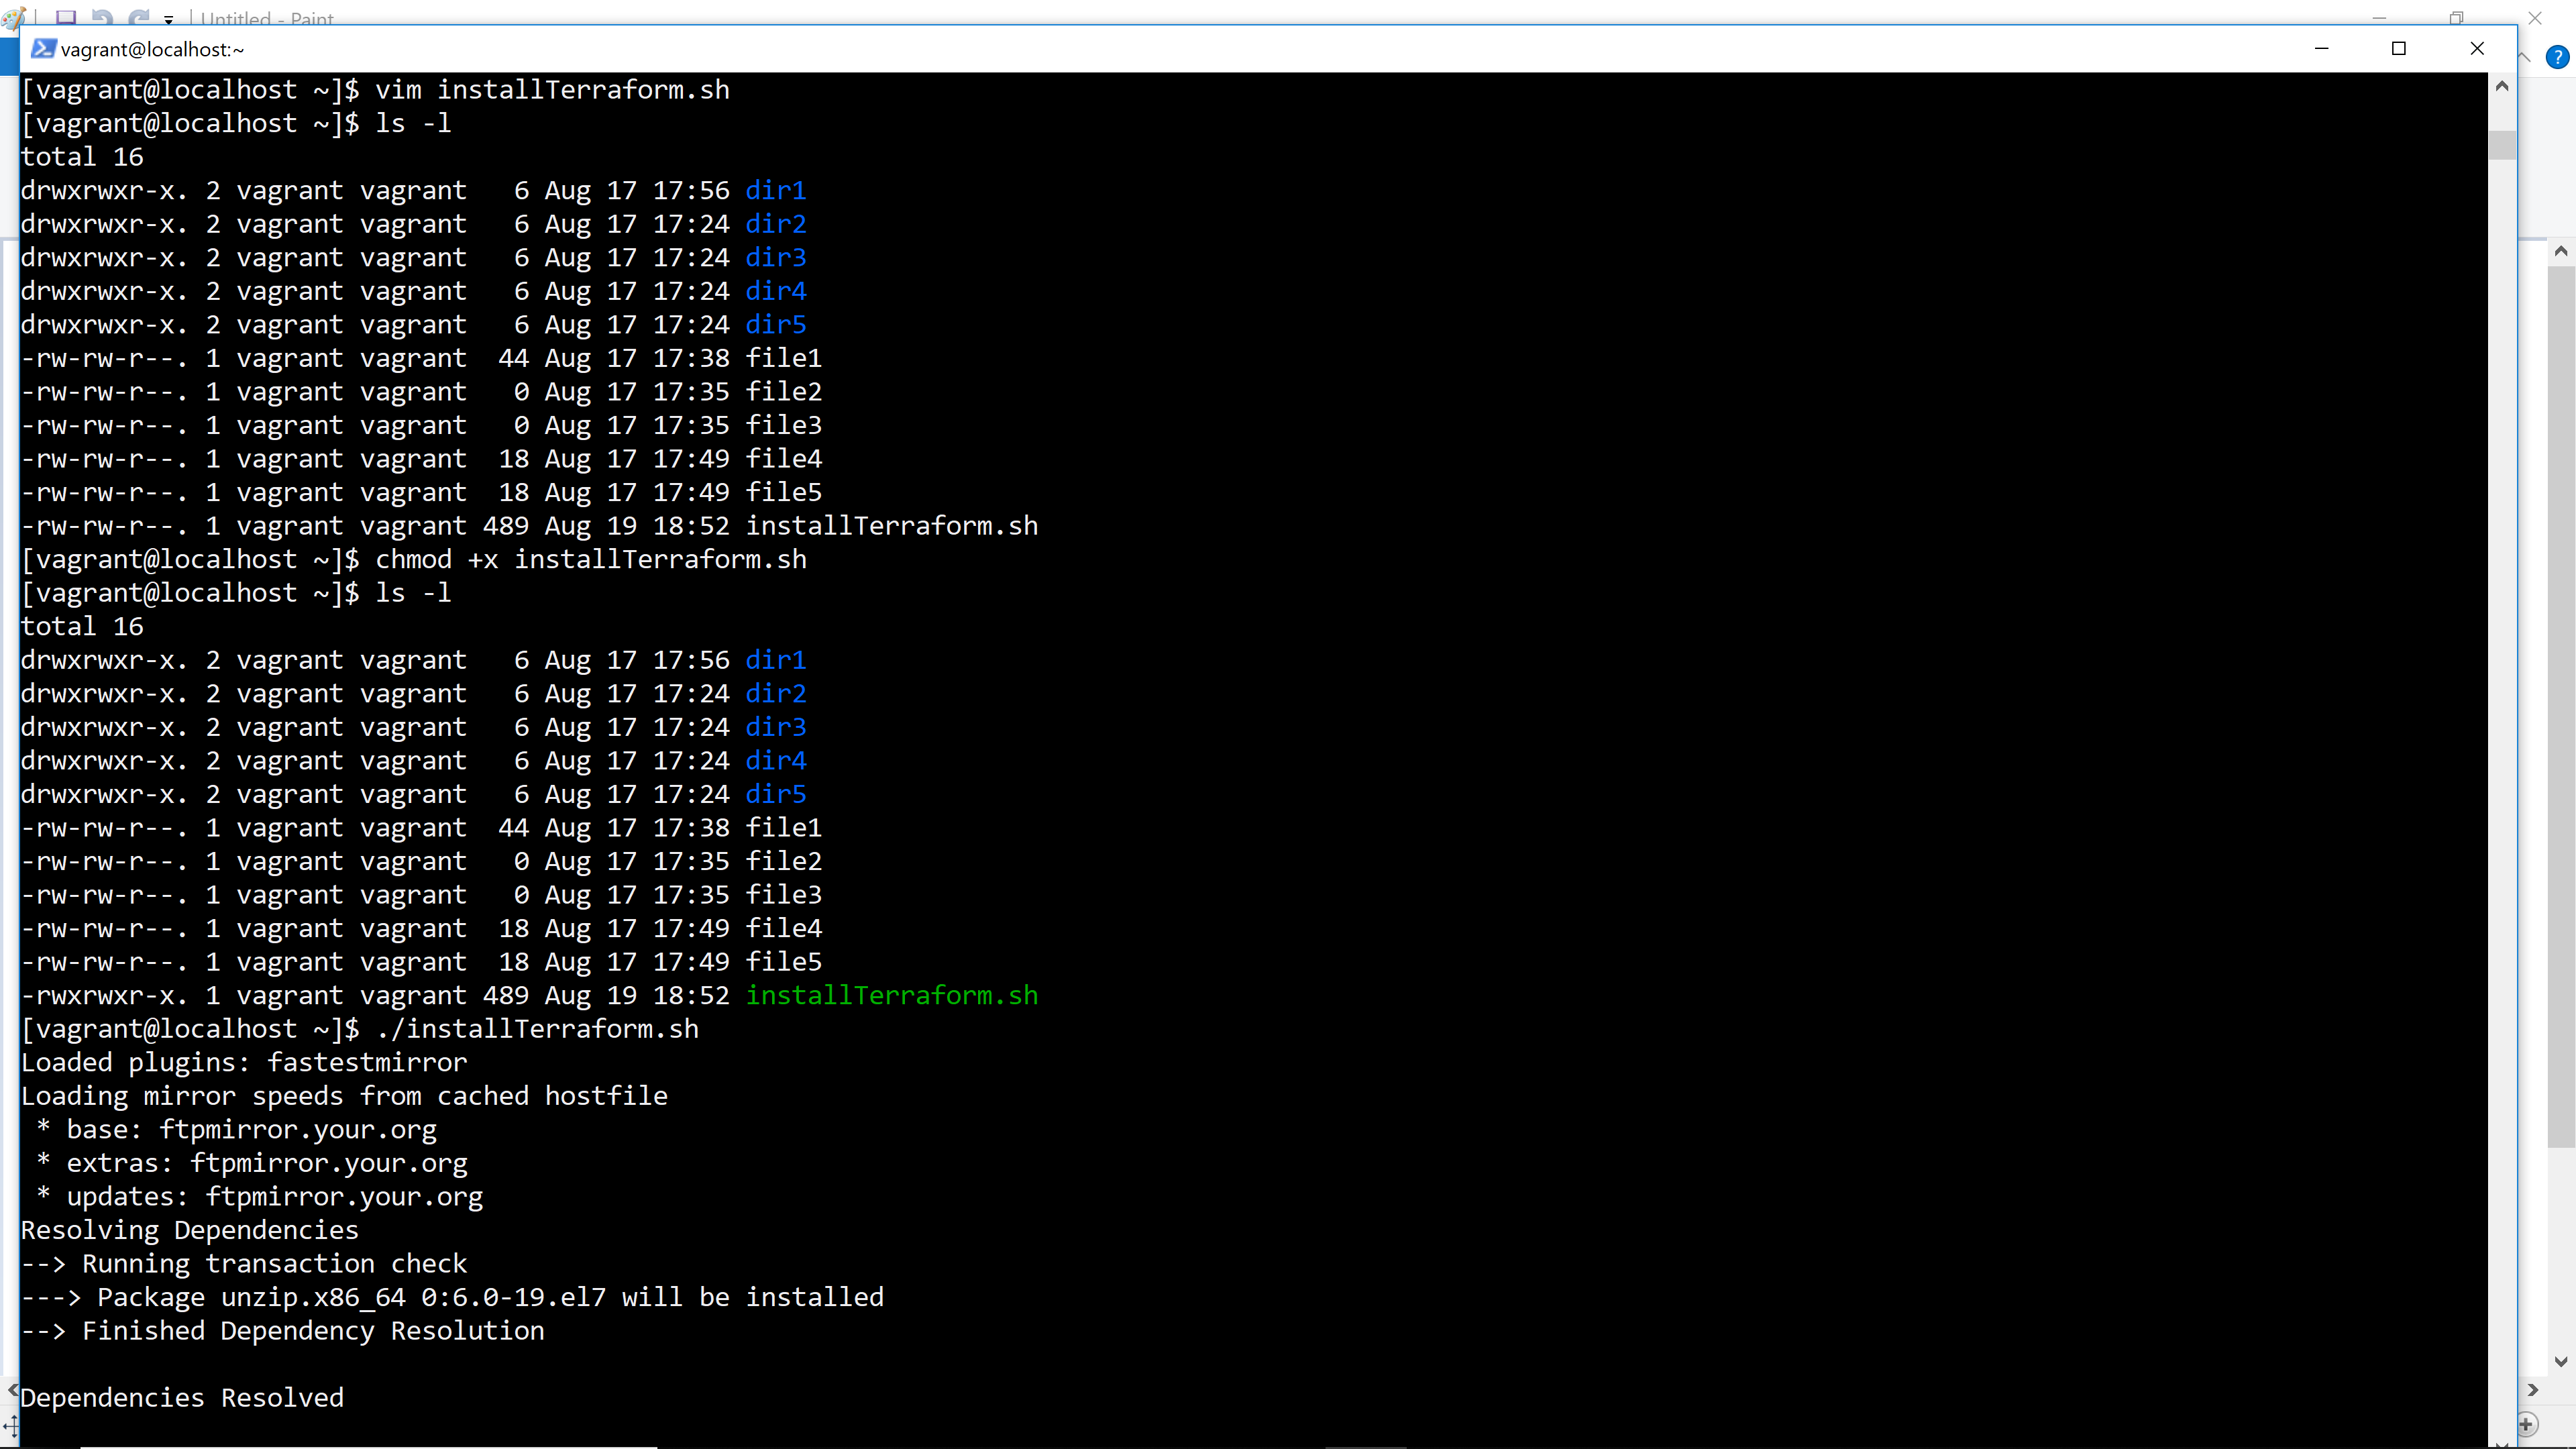 Untitled - Paint
vagrant@localhost:~
[vagrant@localhost ~]$ vim installTerraform.sh
[vagrant@localhost ~]$ ls -l
total 16
drwxrwxr-x. 2 vagrant vagrant   6 Aug 17 17:56 dir1
drwxrwxr-x. 2 vagrant vagrant   6 Aug 17 17:24 dir2
drwxrwxr-x. 2 vagrant vagrant   6 Aug 17 17:24 dir3
drwxrwxr-x. 2 vagrant vagrant   6 Aug 17 17:24 dir4
drwxrwxr-x. 2 vagrant vagrant   6 Aug 17 17:24 dir5
-rw-rw-r--. 1 vagrant vagrant  44 Aug 17 17:38 file1
-rw-rw-r--. 1 vagrant vagrant   0 Aug 17 17:35 file2
-rw-rw-r--. 1 vagrant vagrant   0 Aug 17 17:35 file3
-rw-rw-r--. 1 vagrant vagrant  18 Aug 17 17:49 file4
-rw-rw-r--. 1 vagrant vagrant  18 Aug 17 17:49 file5
-rw-rw-r--. 1 vagrant vagrant 489 Aug 19 18:52 installTerraform.sh
[vagrant@localhost ~]$ chmod +x installTerraform.sh
[vagrant@localhost ~]$ ls -l
total 16
drwxrwxr-x. 2 vagrant vagrant   6 Aug 17 17:56 dir1
drwxrwxr-x. 2 vagrant vagrant   6 Aug 17 17:24 dir2
drwxrwxr-x. 2 vagrant vagrant   6 Aug 17 17:24 dir3
drwxrwxr-x. 2 vagrant vagrant   6 Aug 17 17:24 dir4
drwxrwxr-x. 2 vagrant vagrant   6 Aug 17 17:24 dir5
-rw-rw-r--. 1 vagrant vagrant  44 Aug 17 17:38 file1
-rw-rw-r--. 1 vagrant vagrant   0 Aug 17 17:35 file2
-rw-rw-r--. 1 vagrant vagrant   0 Aug 17 17:35 file3
-rw-rw-r--. 1 vagrant vagrant  18 Aug 17 17:49 file4
-rw-rw-r--. 1 vagrant vagrant  18 Aug 17 17:49 file5
-rwxrwxr-x. 1 vagrant vagrant 489 Aug 19 18:52 installTerraform.sh
[vagrant@localhost ~]$ ./installTerraform.sh
Loaded plugins: fastestmirror
Loading mirror speeds from cached hostfile
 * base: ftpmirror.your.org
 * extras: ftpmirror.your.org
 * updates: ftpmirror.your.org
Resolving Dependencies
--> Running transaction check
---> Package unzip.x86_64 0:6.0-19.el7 will be installed
--> Finished Dependency Resolution
Dependencies Resolved